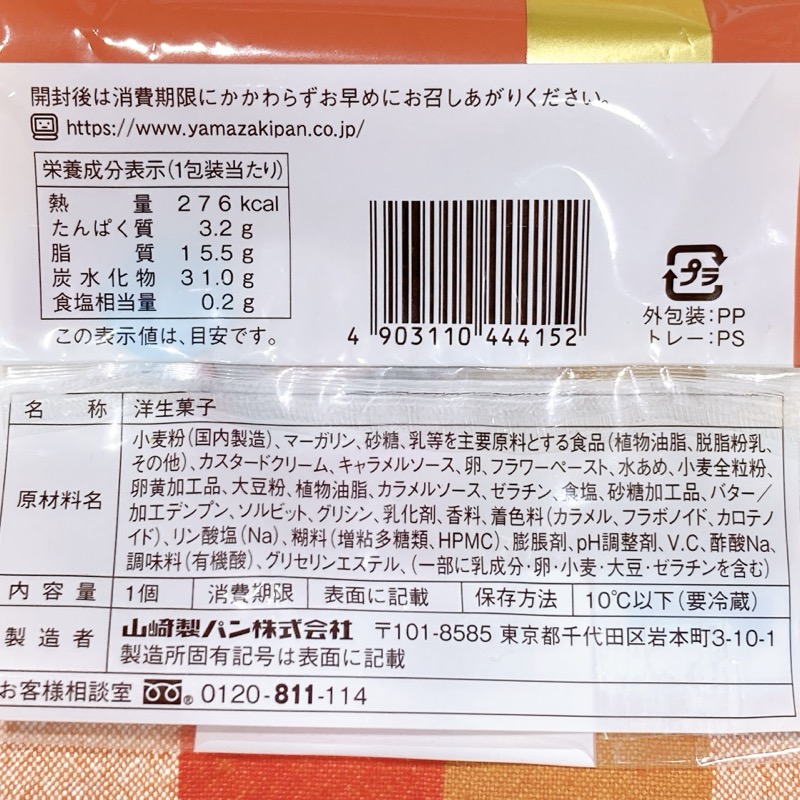 開封後は消費期限にかかわらずお早めにお召しあがりください。
https://www.yamazakipan.co.jp/
栄養成分表示(1包装当たり)
熱量 276kcal
たんぱく質 3.2g
脂質 15.5g
炭水化物 31.0g
食塩相当量 0.2g
この表示値は、目安です。
4 903110 444152
プラ
外包装:PP
トレー:PS
名称 洋生菓子
原材料名
小麦粉(国内製造)、マーガリン、砂糖、乳等を主要原料とする食品(植物油脂、脱脂粉乳、
その他)、カスタードクリーム、キャラメルソース、卵、フラワーペースト、水あめ、小麦全粒粉、
卵黄加工品、大豆粉、植物油脂、カラメルソース、ゼラチン、食塩、砂糖加工品、バター/
加工デンプン、ソルビット、グリシン、乳化剤、香料、着色料(カラメル、フラボノイド、カロテノ
イド)、リン酸塩(Na)、糊料(増粘多糖類、HPMC)、膨脹剤、pH調整剤、V.C、酢酸Na、
調味料(有機酸)、グリセリンエステル、(一部に乳成分・卵・小麦・大豆・ゼラチンを含む)
内容量 1個 消費期限 表面に記載 保存方法 10℃以下(要冷蔵)
製造者 山崎製パン株式会社 〒101-8585 東京都千代田区岩本町3-10-1
製造所固有記号は表面に記載
お客様相談室 ® 0120-811-114